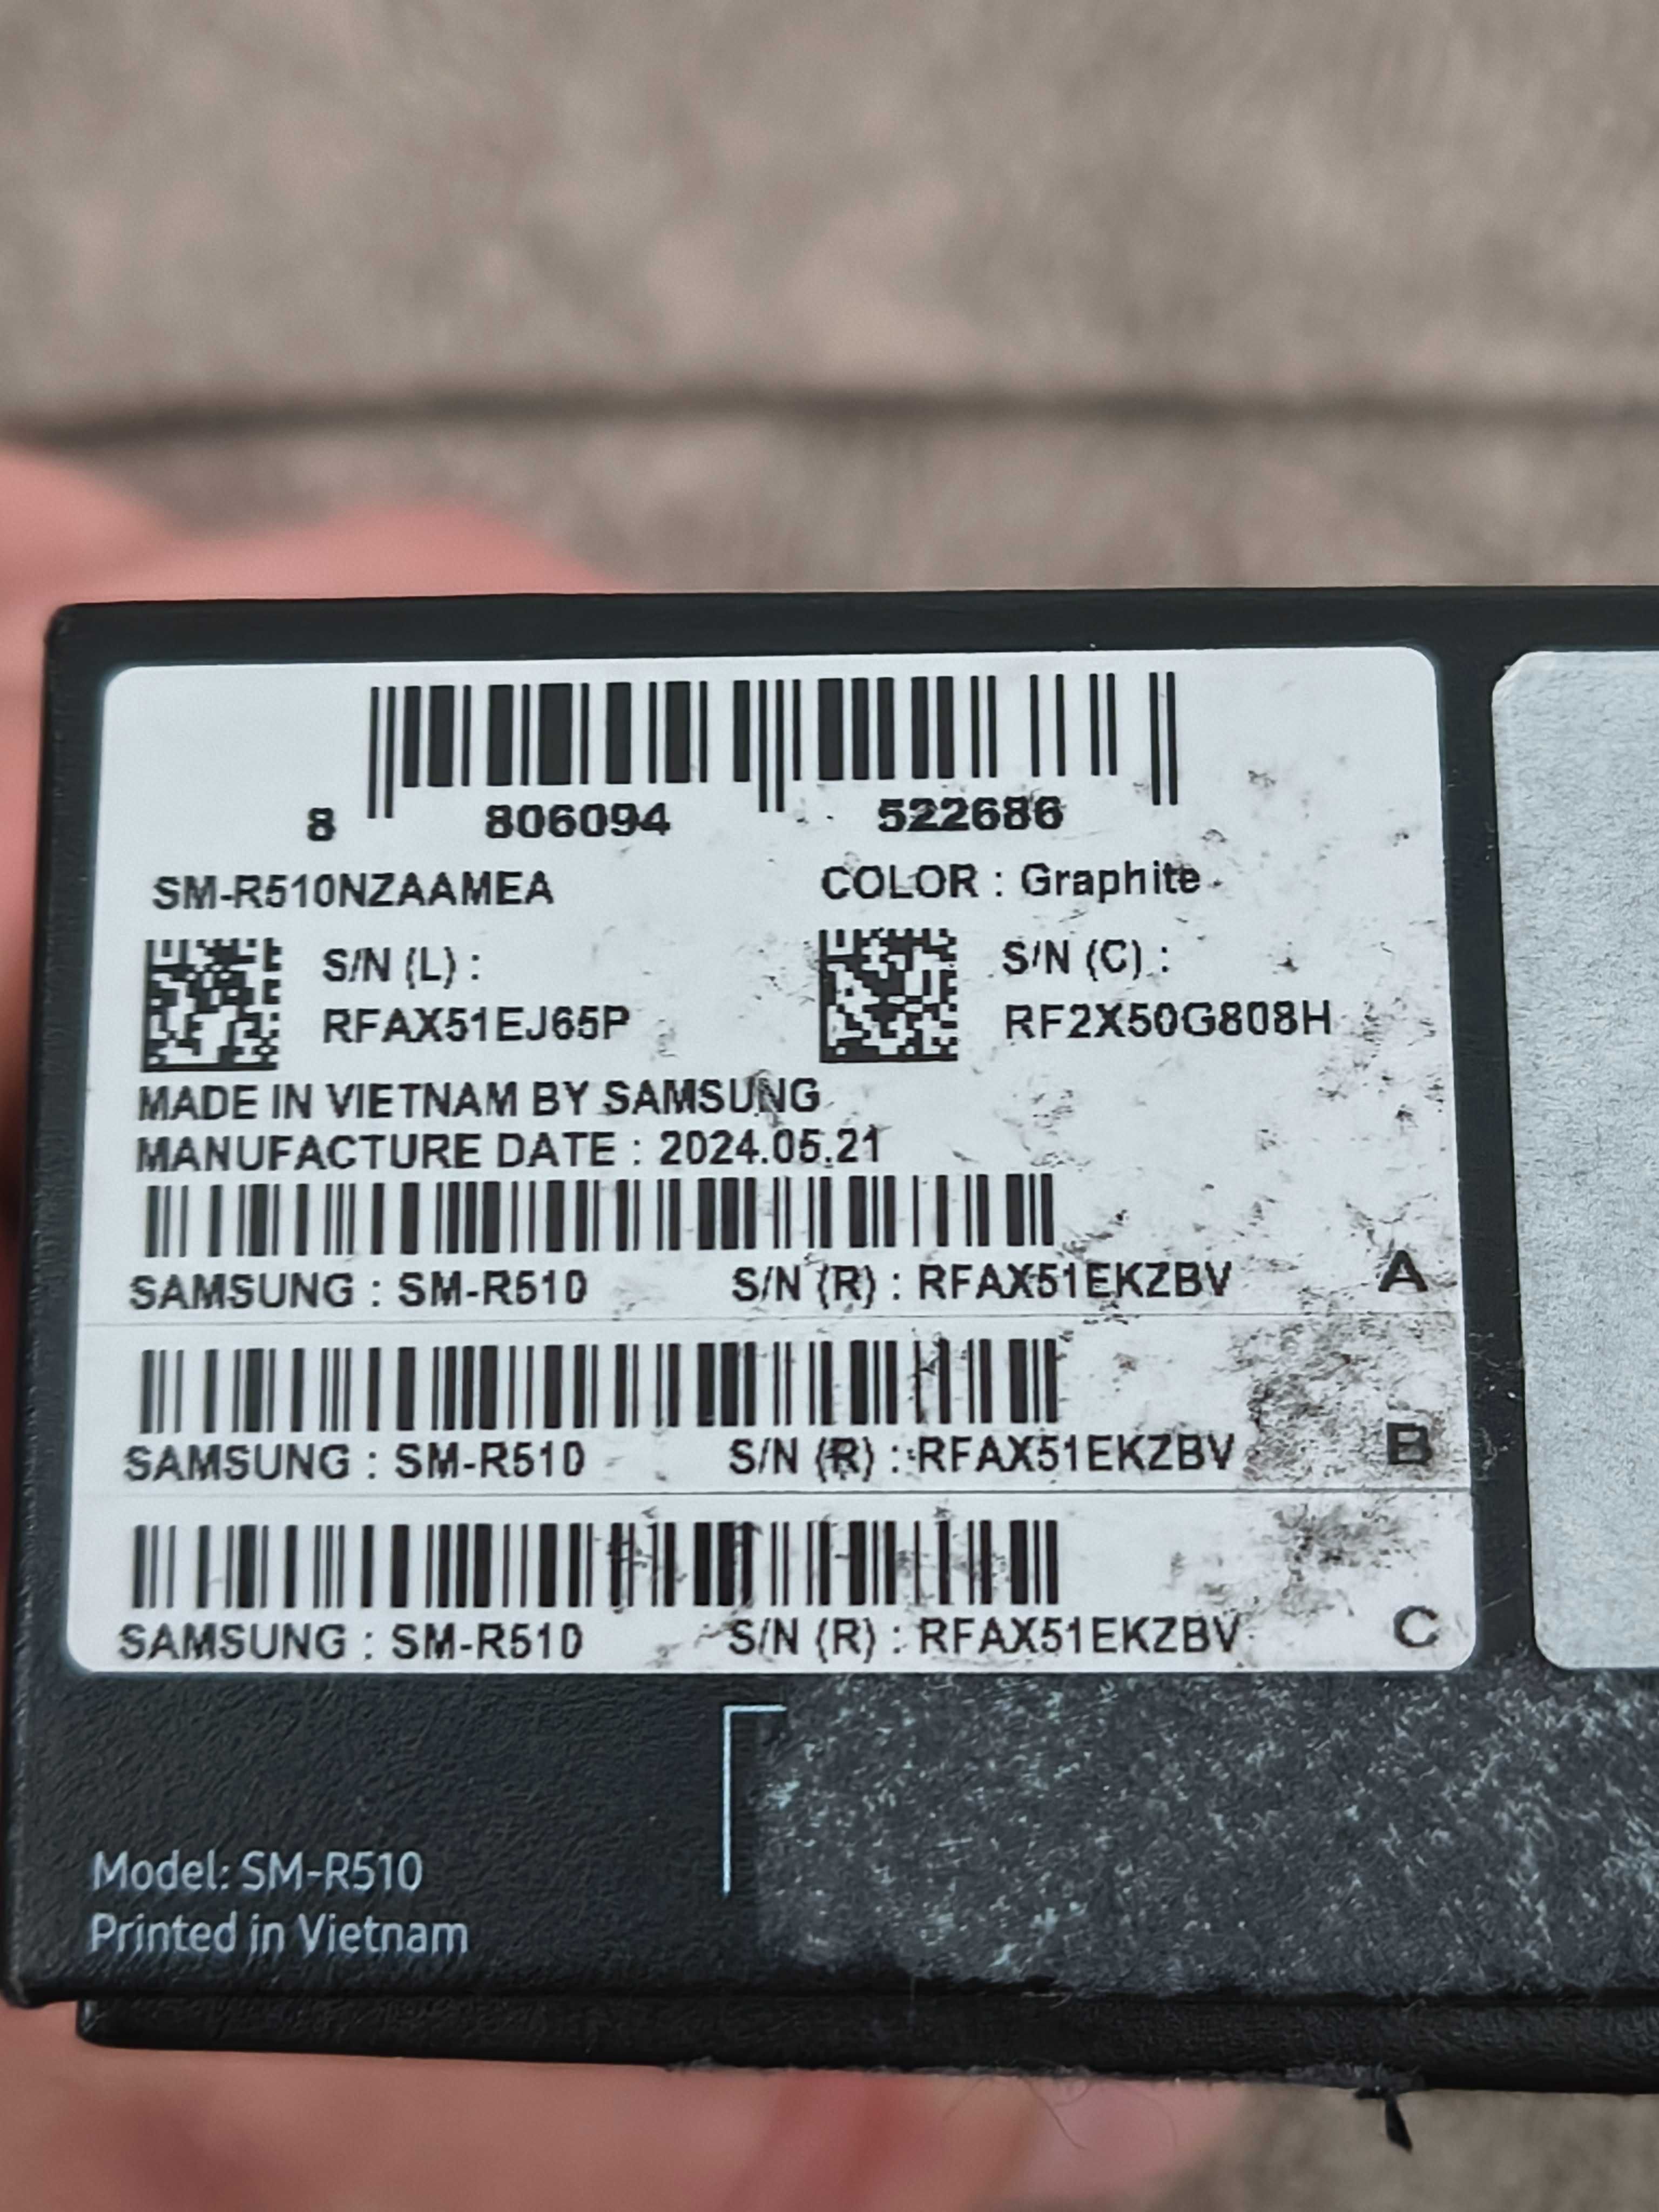 8 806094 522686
SM-R510NZAAMEA COLOR : Graphite
S/N (L) : S/N (C) :
RFAX51EJ65P RF2X50G808H
MADE IN VIETNAM BY SAMSUNG
MANUFACTURE DATE : 2024.05.21
SAMSUNG : SM-R510 S/N (R) : RFAX51EKZBV A
SAMSUNG : SM-R510 S/N (R) : RFAX51EKZBV B
SAMSUNG : SM-R510 S/N (R) : RFAX51EKZBV C
Model: SM-R510
Printed in Vietnam